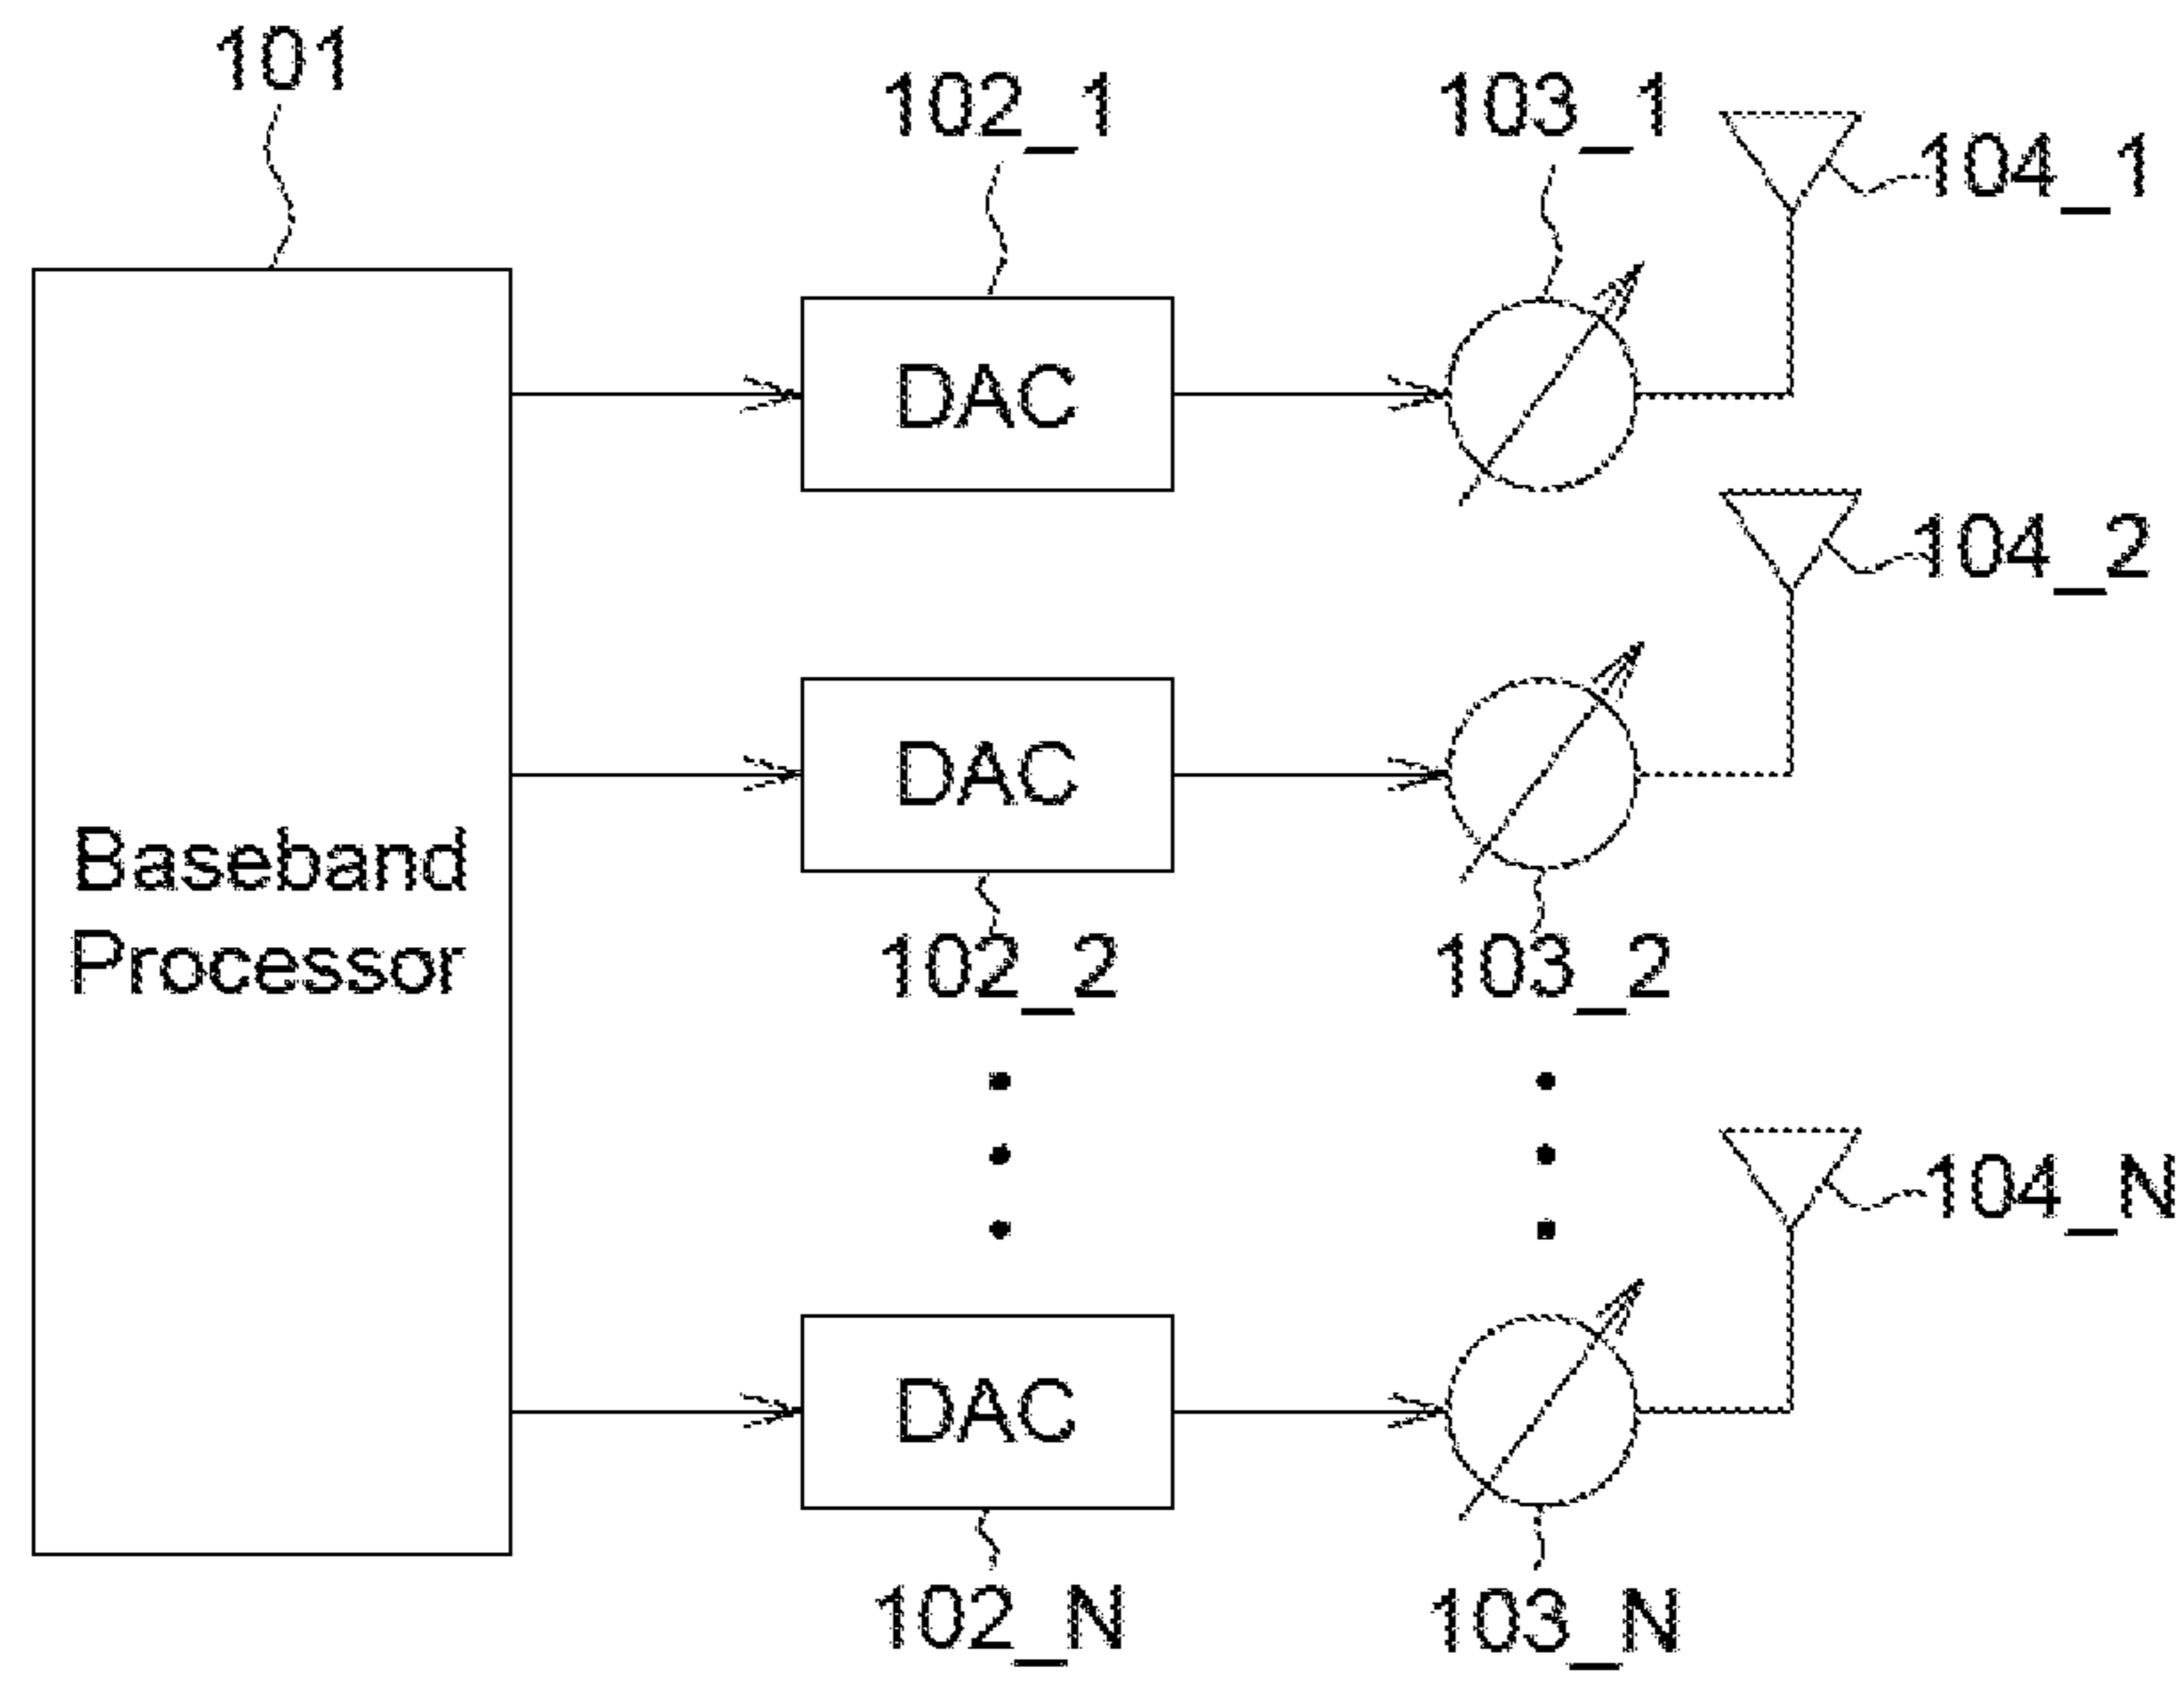 101
102_1
103_1
104_1
DAC
104_2
DAC
Baseband
Processor
102_2
103_2
104_N
DAC
102_N
103_N